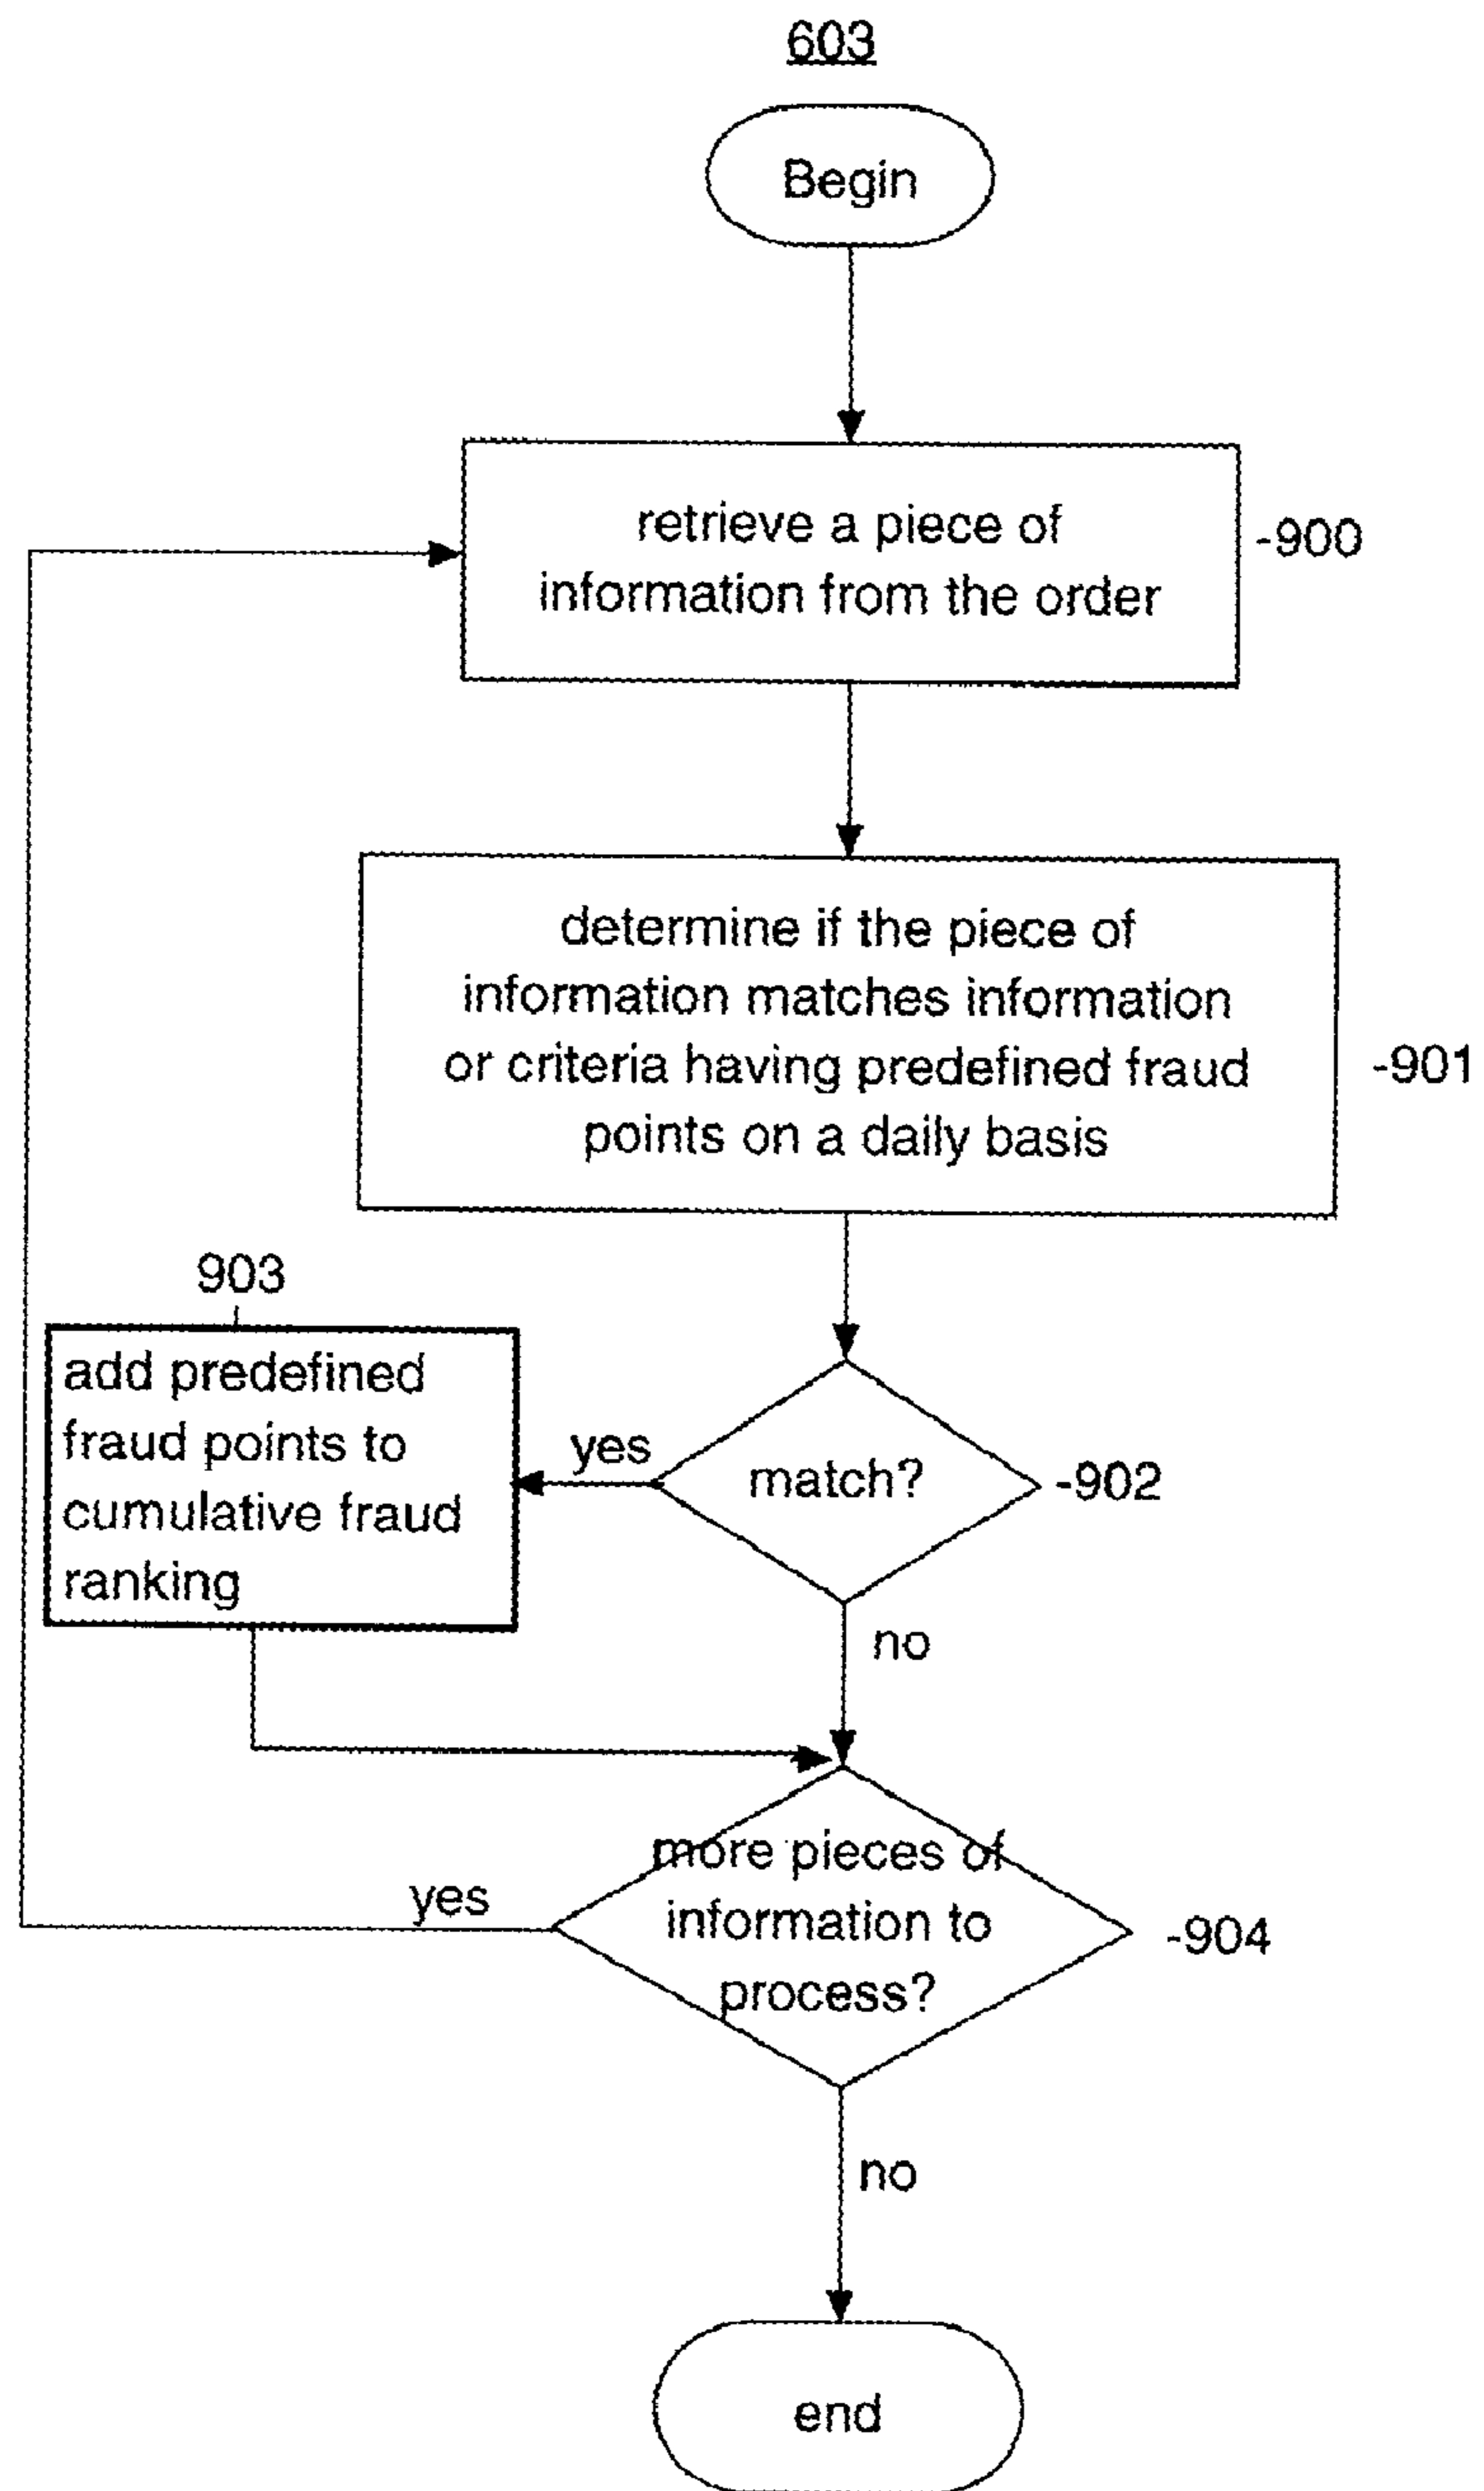 603
Begin
retrieve a piece of
information from the order
-900
determine if the piece of
information matches information
or criteria having predefined fraud
points on a daily basis
-901
903
add predefined
fraud points to
cumulative fraud
ranking
yes
match?
-902
no
more pieces of
information to
process?
yes
-904
no
end